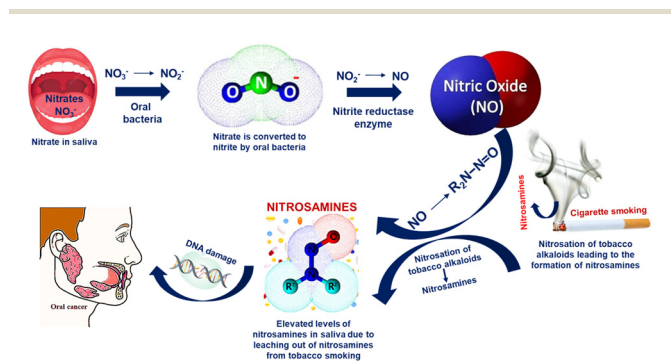 Nitrates
NO₃⁻
Nitrate in saliva
NO₃⁻ → NO₂⁻
Oral
bacteria
O N O⁻
Nitrate is converted to
nitrite by oral bacteria
NO₂⁻ → NO
Nitrite reductase
enzyme
Nitric Oxide
(NO)
NO → R₂N–N=O
Nitrosamines
Cigarette smoking
Nitrosation of tobacco
alkaloids leading to the
formation of nitrosamines
Nitrosation of
tobacco alkaloids
Nitrosamines
NITROSAMINES
Elevated levels of
nitrosamines in saliva due to
leaching out of nitrosamines
from tobacco smoking
DNA damage
Oral cancer